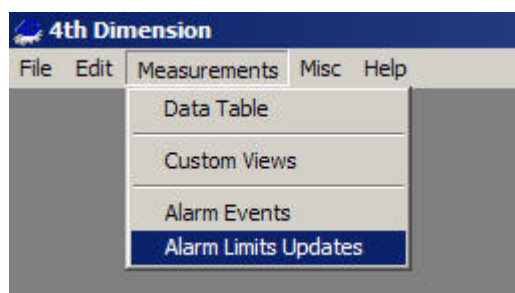 4th Dimension
File Edit Measurements Misc Help
Data Table
Custom Views
Alarm Events
Alarm Limits Updates